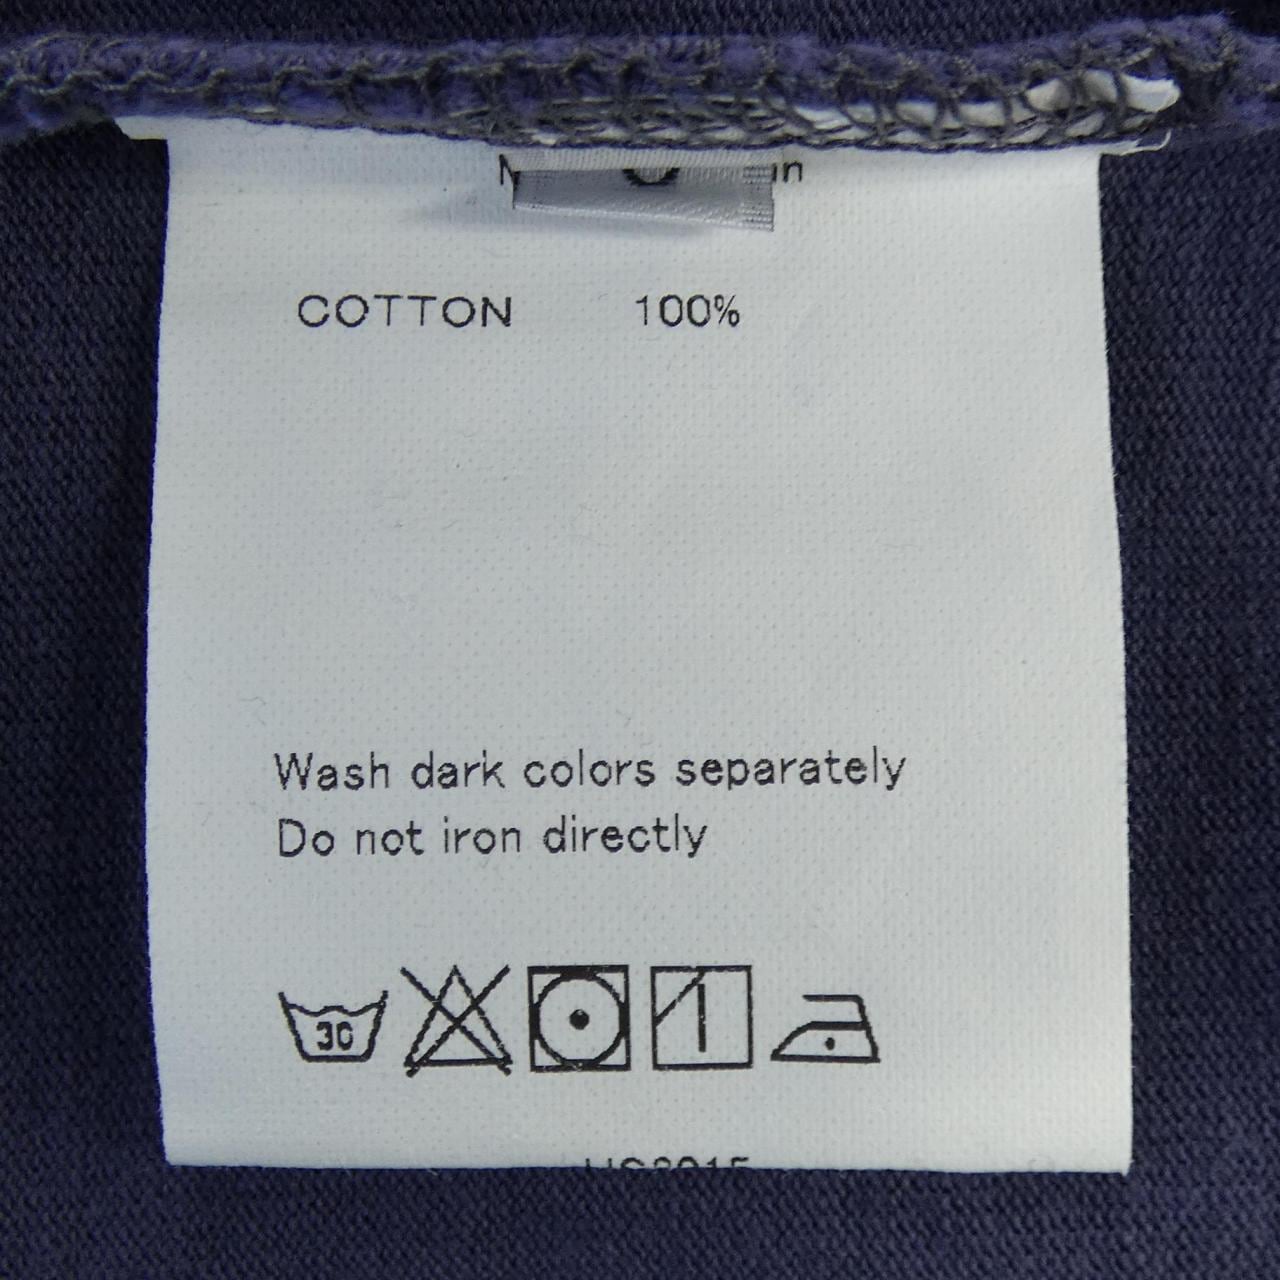 COTTON 100%
Wash dark colors separately
Do not iron directly
30